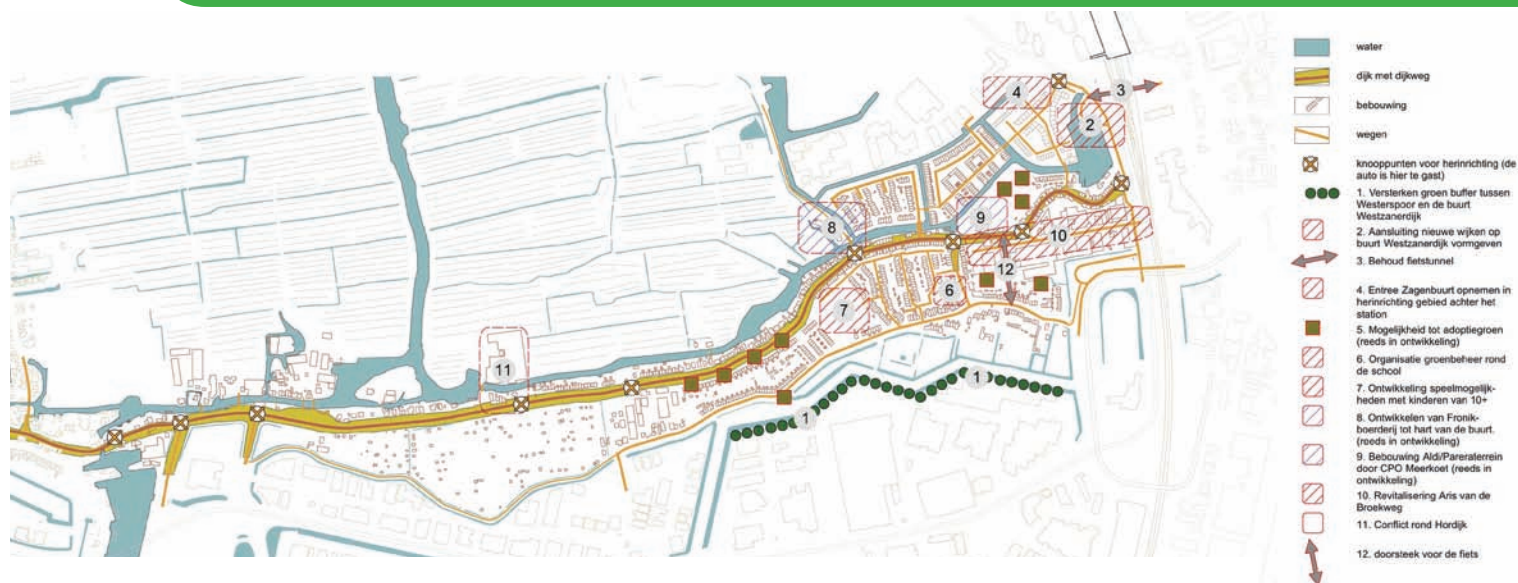 water
dijk met dijkweg
bebouwing
wegen
knooppunten voor herinrichting (de
auto is hier te gast)
1. Versterken groen buffer tussen
Westerspoor en de buurt
Westzanerdijk
2. Aansluiting nieuwe wijken op
buurt Westzanerdijk vormgeven
3. Behoud fietstunnel
4. Entree Zagenbuurt opnemen in
herinrichting gebied achter het
station
5. Mogelijkheid tot adoptiegroen
(reeds in ontwikkeling)
6. Organisatie groenbeheer rond
de school
7. Ontwikkeling speelmogelijk-
heden met kinderen van 10+
8. Ontwikkelen van Fronik-
boerderij tot hart van de buurt.
(reeds in ontwikkeling)
9. Bebouwing Aldi/Pareraterrein
door CPO Meerkoet (reeds in
ontwikkeling)
10. Revitalisering Aris van de
Broekweg
11. Conflict rond Hordijk
12. doorsteek voor de fiets
4
3
2
8
9
10
12
6
7
11
1
1